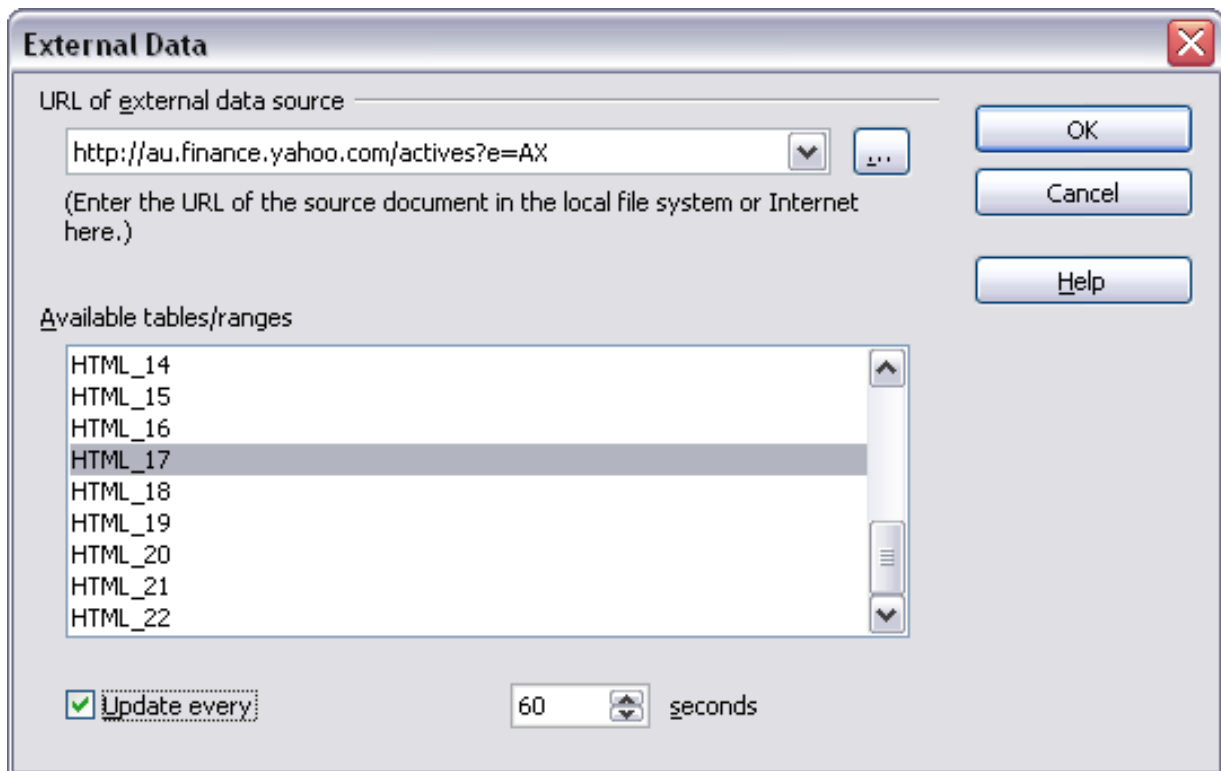 External Data
URL of external data source
http://au.finance.yahoo.com/actives?e=AX
...
(Enter the URL of the source document in the local file system or Internet
here.)
OK
Cancel
Help
Available tables/ranges
HTML_14
HTML_15
HTML_16
HTML_17
HTML_18
HTML_19
HTML_20
HTML_21
HTML_22
Update every 60 seconds